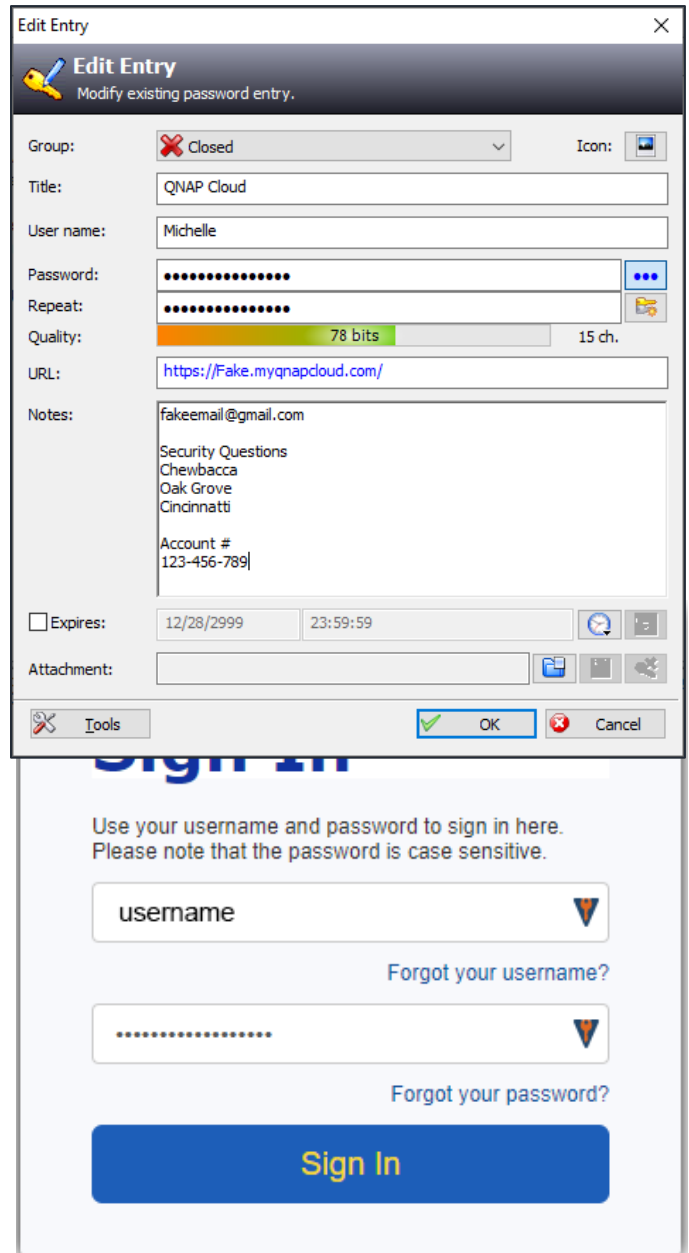 Edit Entry
Edit Entry
Modify existing password entry.
Group: Closed Icon:
Title: QNAP Cloud
User name: Michelle
Password: •••••••••••••••
Repeat: •••••••••••••••
Quality: 78 bits 15 ch.
URL: https://Fake.myqnapcloud.com/
Notes: fakeemail@gmail.com
Security Questions
Chewbacca
Oak Grove
Cincinnatti
Account #
123-456-789
Expires: 12/28/2999 23:59:59
Attachment:
Tools OK Cancel
Sign In
Use your username and password to sign in here.
Please note that the password is case sensitive.
username
Forgot your username?
•••••••••••••••••
Forgot your password?
Sign In